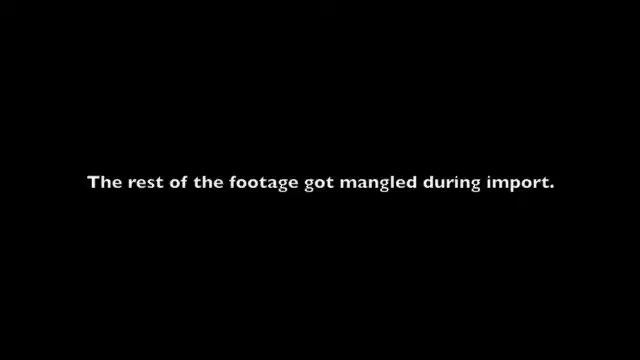 The rest of the footage got mangled during import.